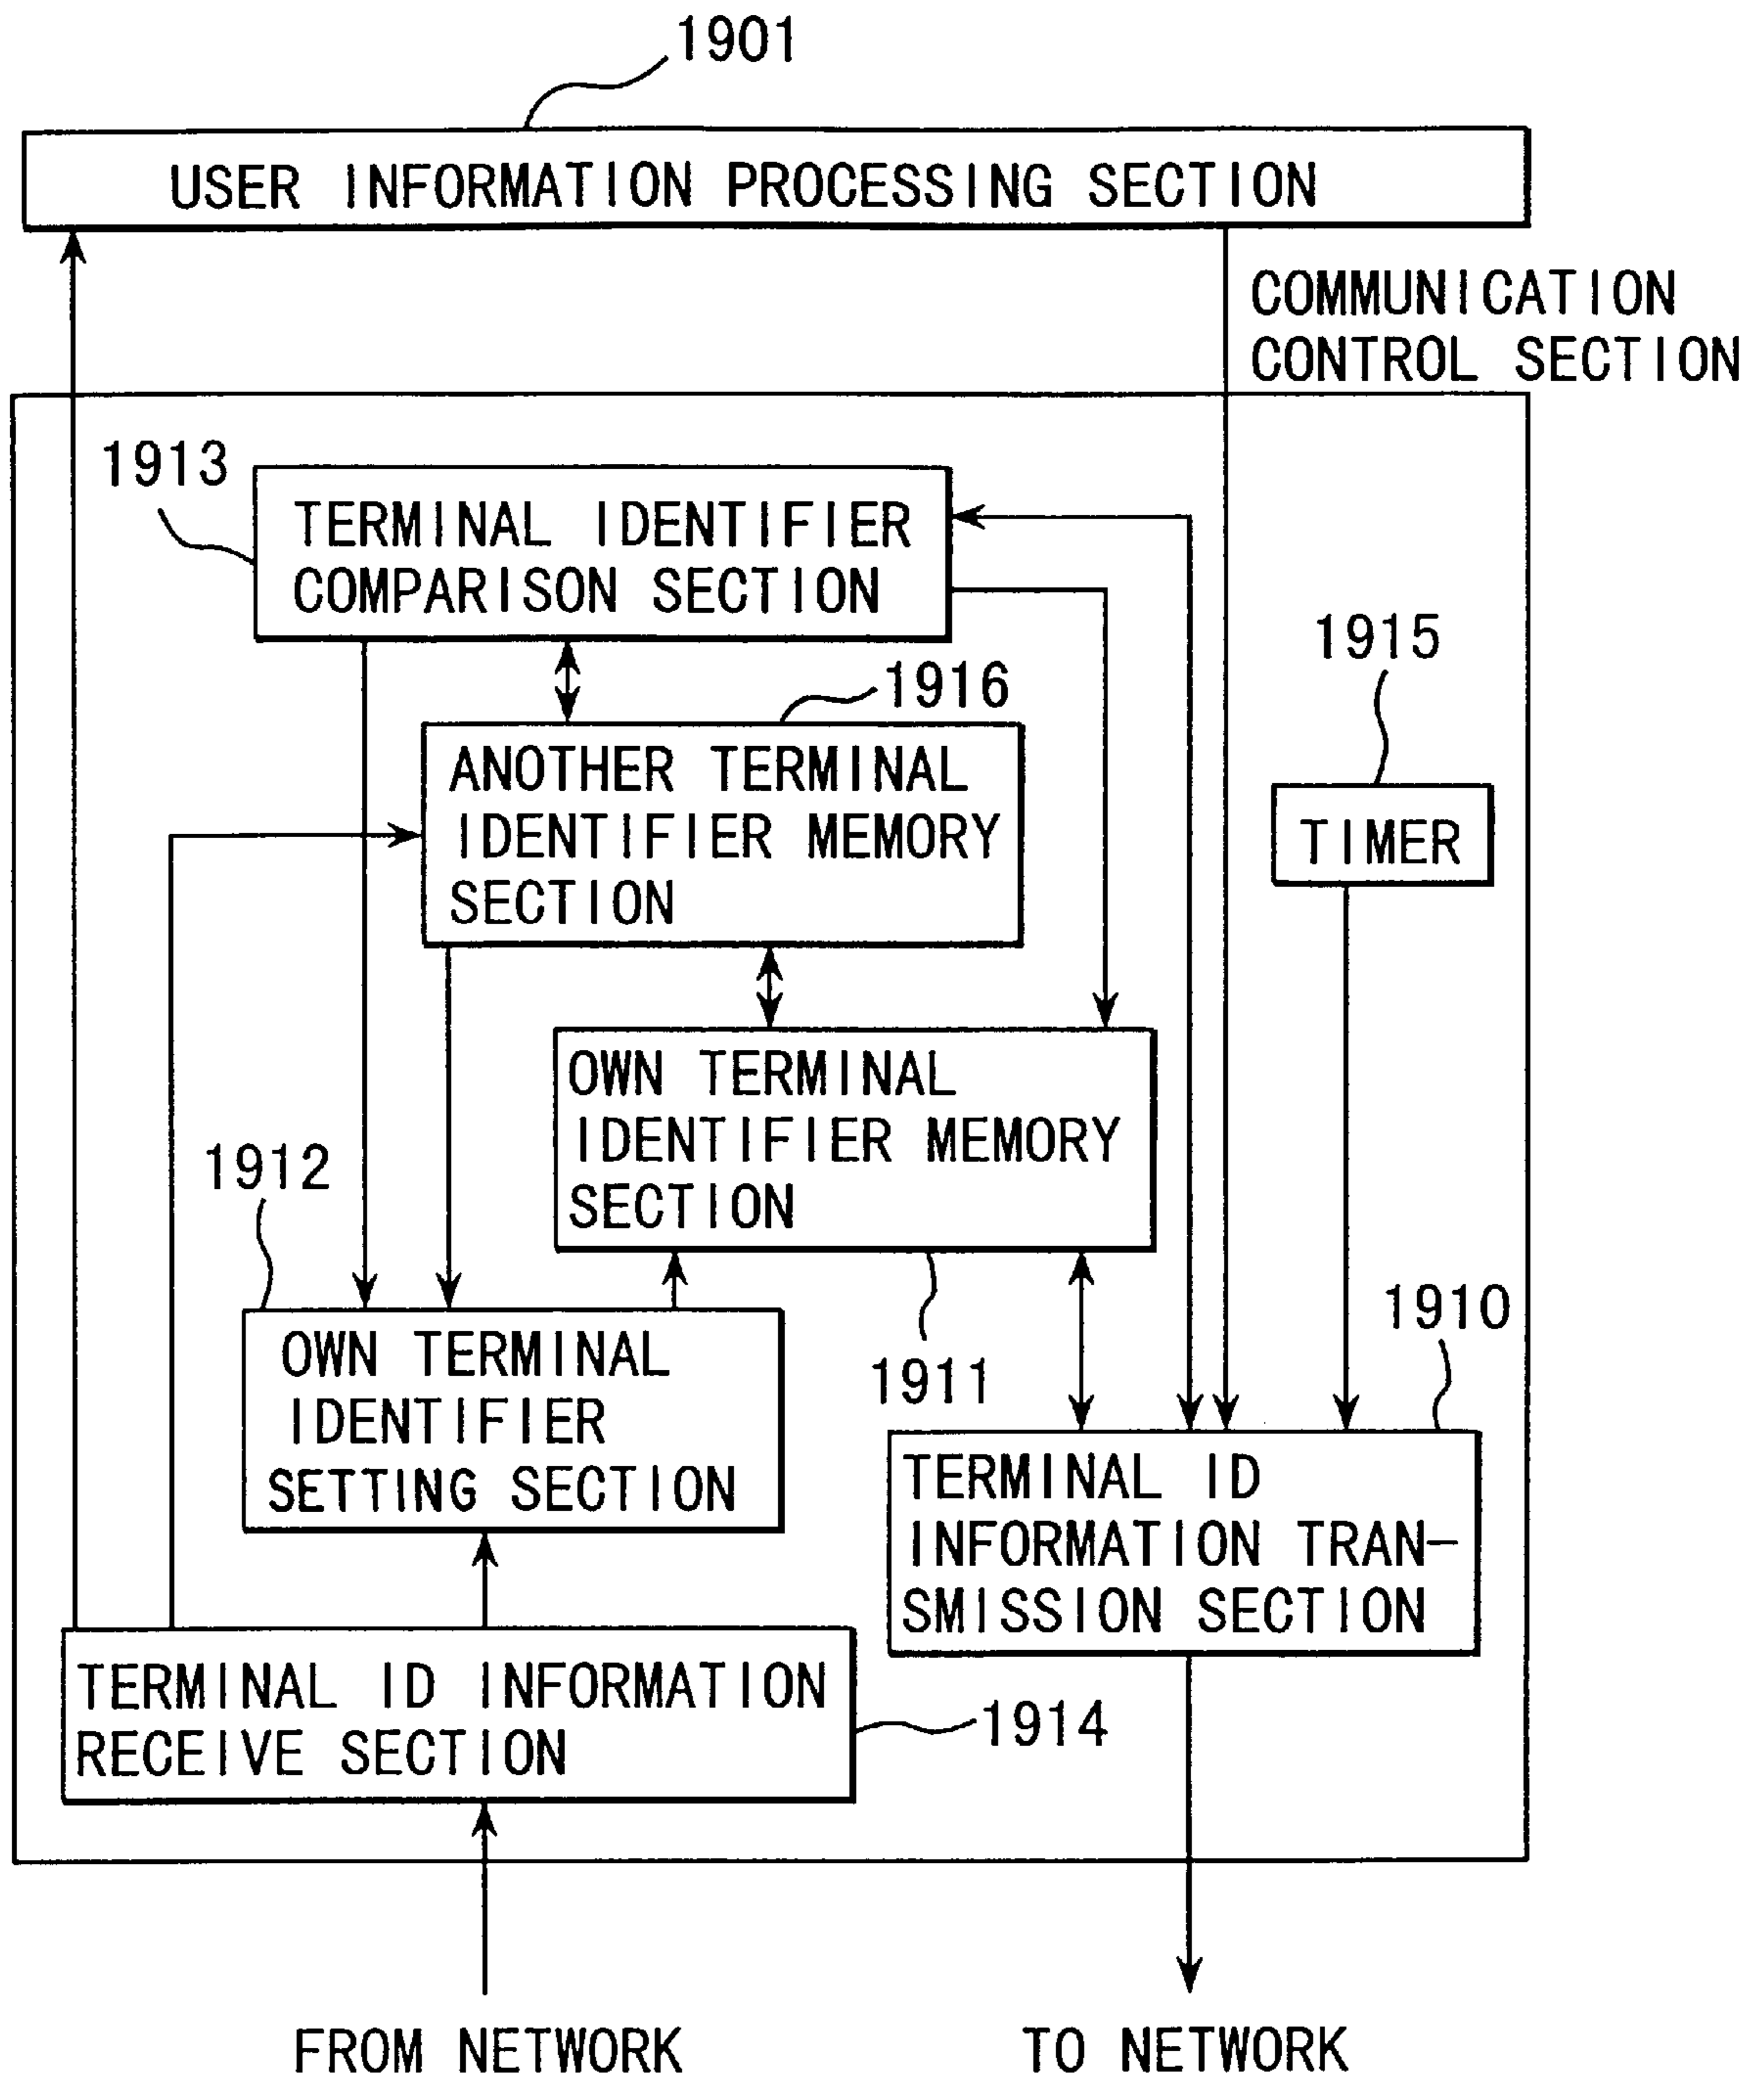 1901
USER INFORMATION PROCESSING SECTION
COMMUNICATION
CONTROL SECTION
1913
TERMINAL IDENTIFIER
COMPARISON SECTION
1915
1916
ANOTHER TERMINAL
IDENTIFIER MEMORY
SECTION
TIMER
OWN TERMINAL
IDENTIFIER MEMORY
SECTION
1912
1910
OWN TERMINAL
IDENTIFIER
SETTING SECTION
1911
TERMINAL ID
INFORMATION TRAN-
SMISSION SECTION
TERMINAL ID INFORMATION
RECEIVE SECTION
1914
FROM NETWORK
TO NETWORK